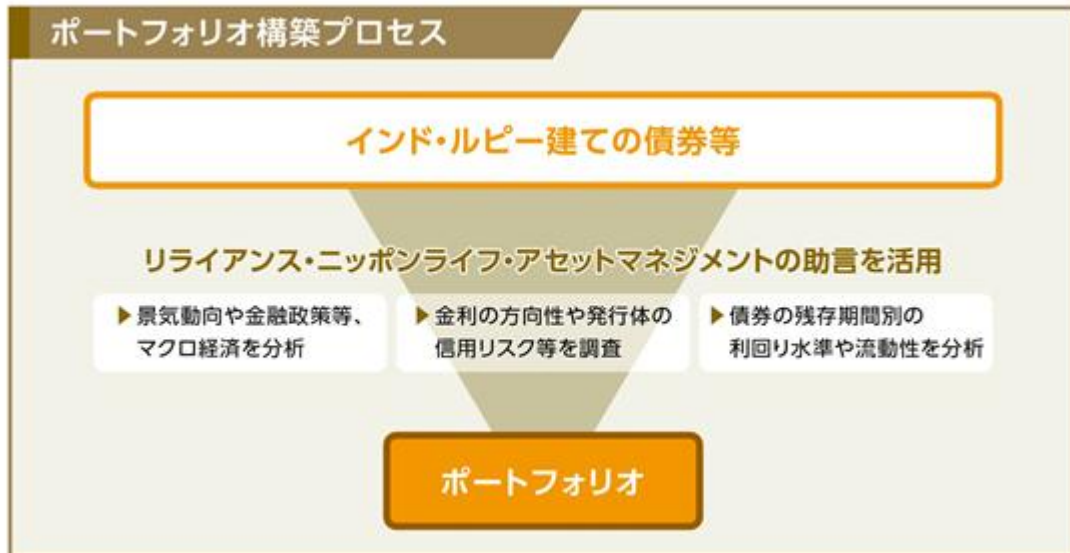 ポートフォリオ構築プロセス
インド・ルピー建ての債券等
リライアンス・ニッポンライフ・アセットマネジメントの助言を活用
▶景気動向や金融政策等、
マクロ経済を分析
▶金利の方向性や発行体の
信用リスク等を調査
▶債券の残存期間別の
利回り水準や流動性を分析
ポートフォリオ